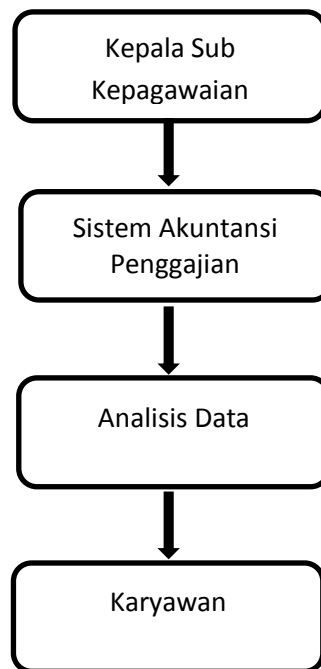 Kepala Sub
Kepagawaian
Sistem Akuntansi
Penggajian
Analisis Data
Karyawan